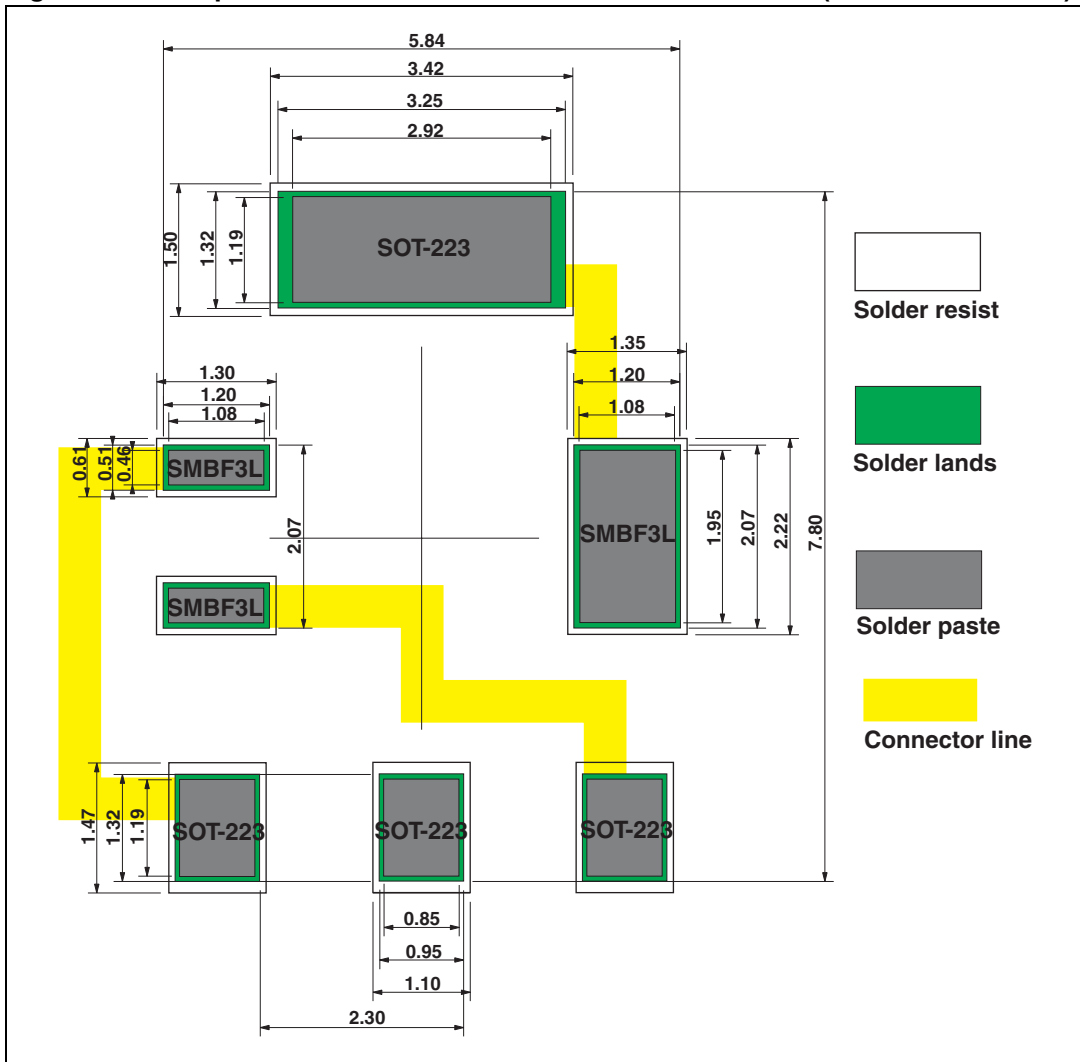 5.84
3.42
3.25
2.92
1.50
1.32
1.19
SOT-223
Solder resist
1.35
1.20
1.08
1.30
1.20
1.08
0.61
0.51
0.46
SMBF3L
Solder lands
2.07
SMBF3L
1.95
2.07
2.22
7.80
SMBF3L
Solder paste
Connector line
1.47
1.32
1.19
SOT-223
SOT-223
SOT-223
0.85
0.95
1.10
2.30